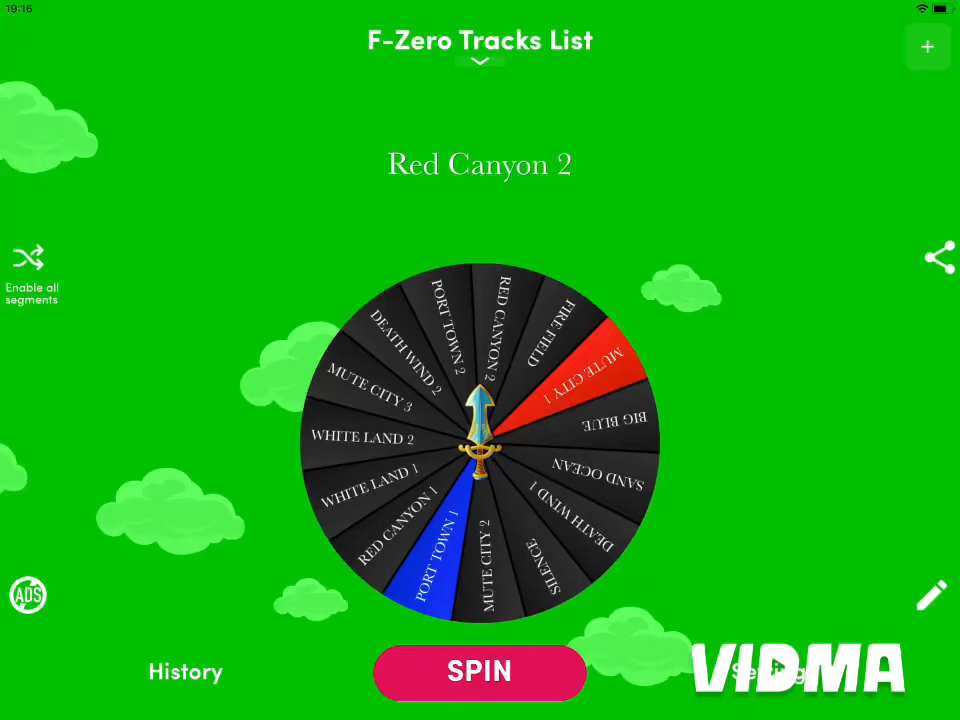 19:16
F-Zero Tracks List
+
Red Canyon 2
Enable all
segments
RED CANYON 2
FIRE FIELD
MUTE CITY 1
BIG BLUE
SAND OCEAN
DEATH WIND 1
SILENCE
MUTE CITY 2
PORT TOWN 1
RED CANYON 1
WHITE LAND 1
WHITE LAND 2
MUTE CITY 3
DEATH WIND 2
PORT TOWN 2
ADS
History
SPIN
VIDMA